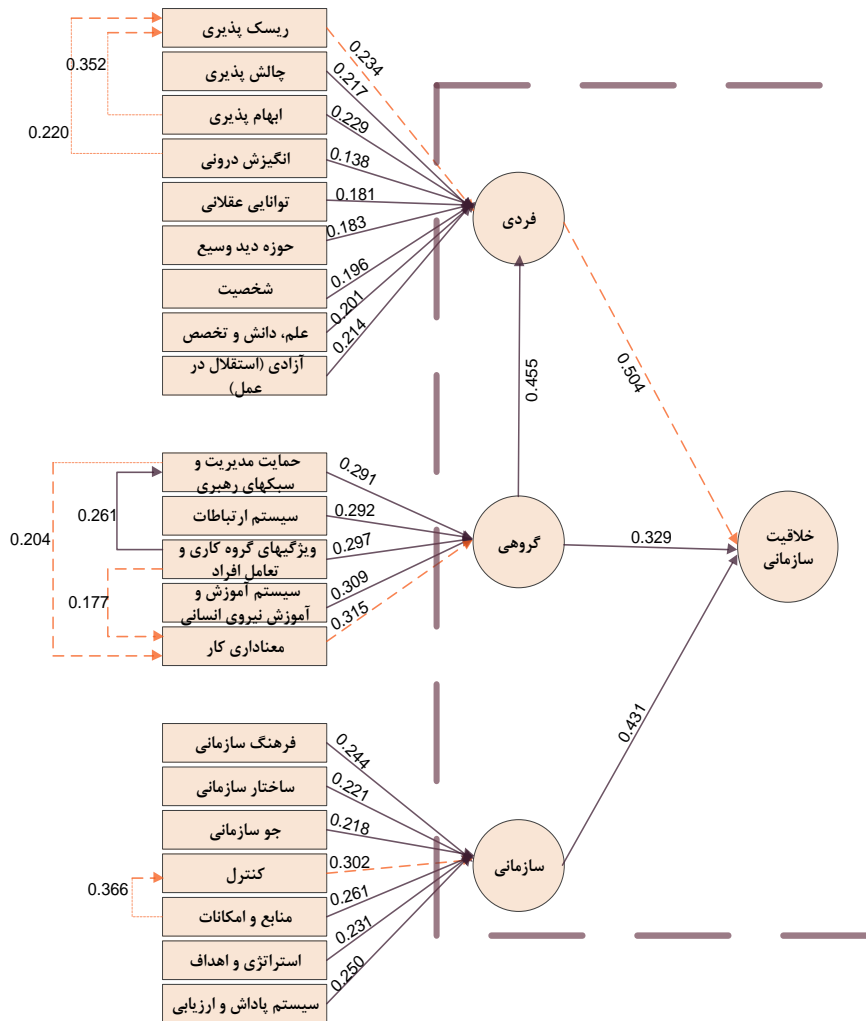 ریسک پذیری
0.234
0.352
چالش پذیری
0.217
ابهام پذیری
0.229
0.220
انگیزش درونی
0.138
توانایی عقلانی
0.181
حوزه دید وسیع
0.183
شخصیت
0.196
علم، دانش و تخصص
0.201
آزادی (استقلال در
عمل)
0.214
فردی
0.504
0.455
حمایت مدیریت و
سبکهای رهبری
0.291
سیستم ارتباطات
0.292
0.261
0.204
ویژگیهای گروه کاری و
تعامل افراد
0.297
0.177
سیستم آموزش و
آموزش نیروی انسانی
0.309
معناداری کار
0.315
گروهی
0.329
خلاقیت
سازمانی
0.431
فرهنگ سازمانی
0.244
ساختار سازمانی
0.221
جو سازمانی
0.218
کنترل
0.302
0.366
منابع و امکانات
0.261
استراتژی و اهداف
0.231
سیستم پاداش و ارزیابی
0.250
سازمانی